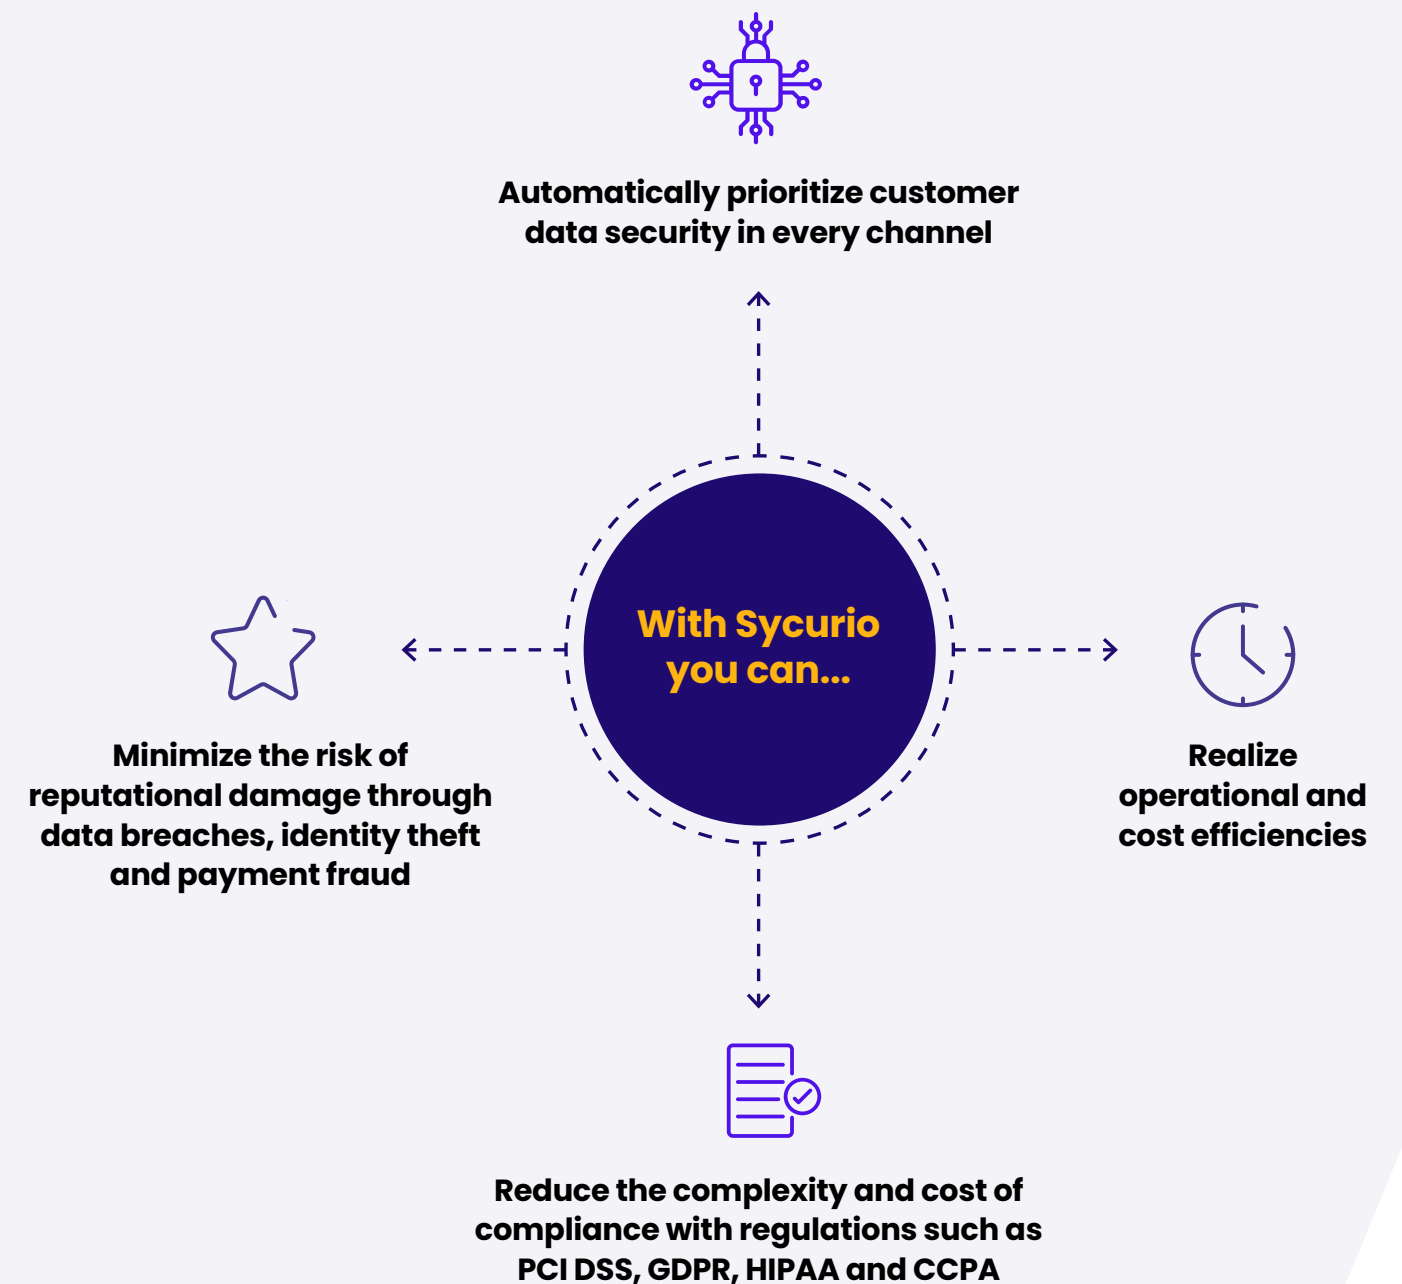 Automatically prioritize customer
data security in every channel
With Sycurio
you can...
Minimize the risk of
reputational damage through
data breaches, identity theft
and payment fraud
Realize
operational and
cost efficiencies
Reduce the complexity and cost of
compliance with regulations such as
PCI DSS, GDPR, HIPAA and CCPA